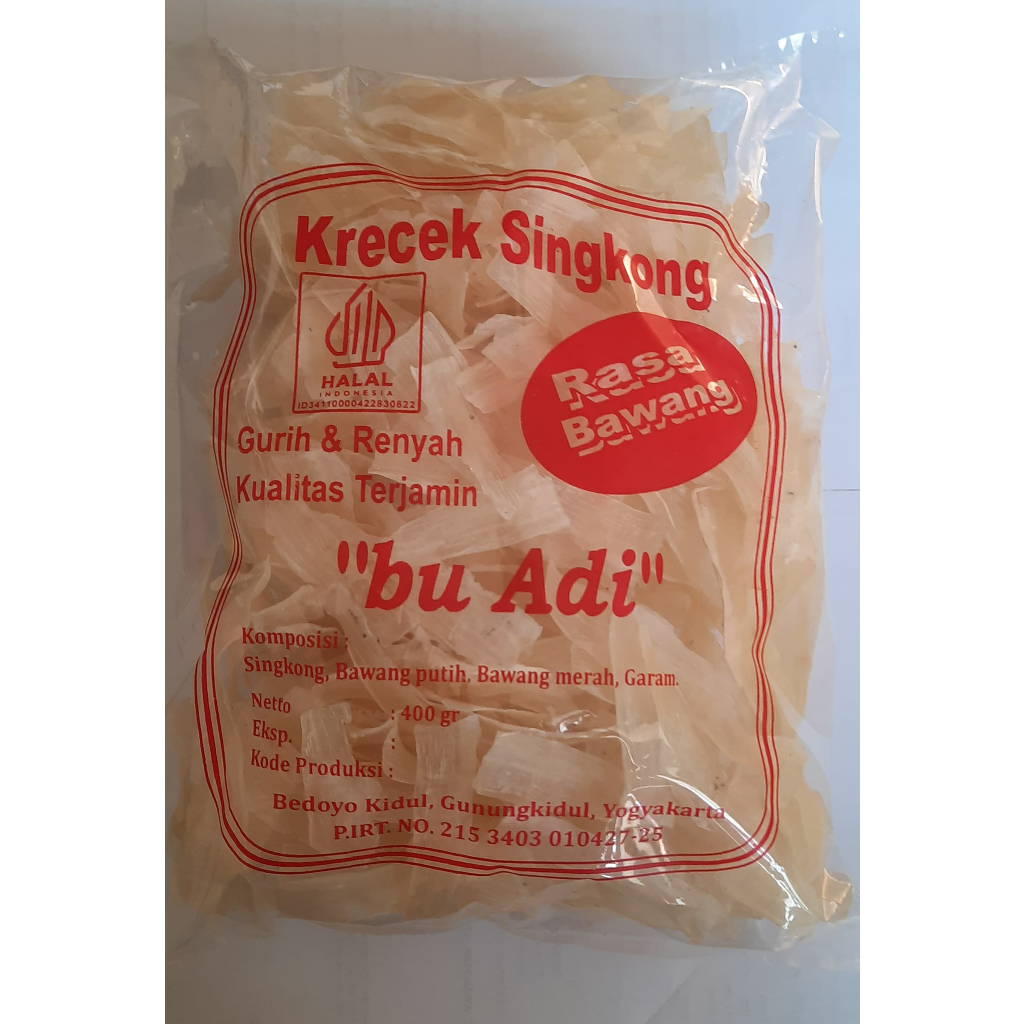 Krecek Singkong
HALAL
INDONESIA
ID34110000422830622
Rasa
Bawang
Gurih & Renyah
Kualitas Terjamin
"bu Adi"
Komposisi :
Singkong, Bawang putih, Bawang merah, Garam.
Netto : 400 gr
Eksp. :
Kode Produksi :
Bedoyo Kidul, Gunungkidul, Yogyakarta
P.IRT. NO. 215 3403 010427-25